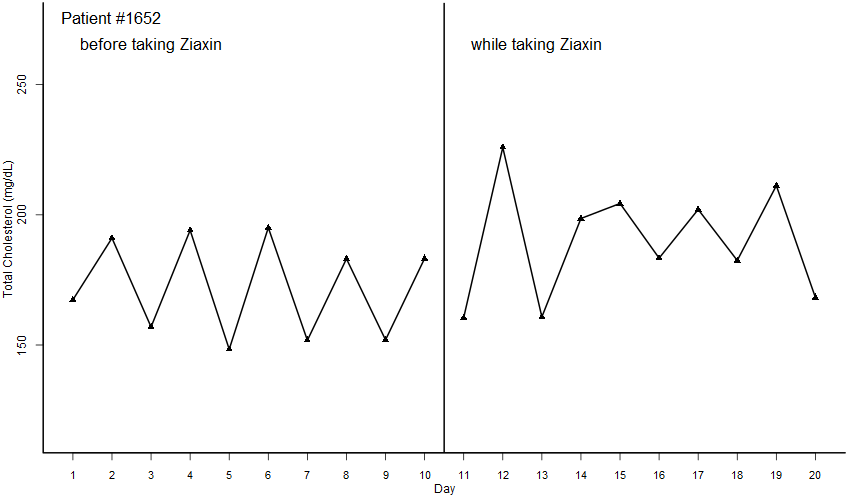 Patient #1652
before taking Ziaxin
while taking Ziaxin
Total Cholesterol (mg/dL)
250
200
150
1 2 3 4 5 6 7 8 9 10 11 12 13 14 15 16 17 18 19 20
Day